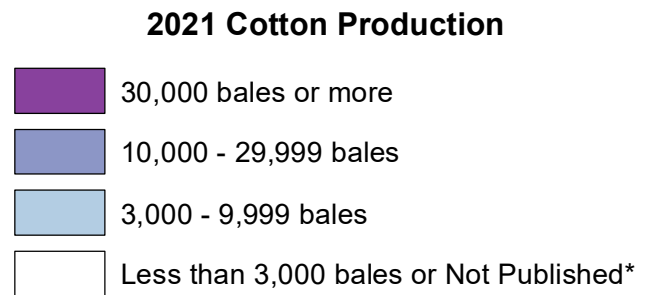 2021 Cotton Production
30,000 bales or more
10,000 - 29,999 bales
3,000 - 9,999 bales
Less than 3,000 bales or Not Published*